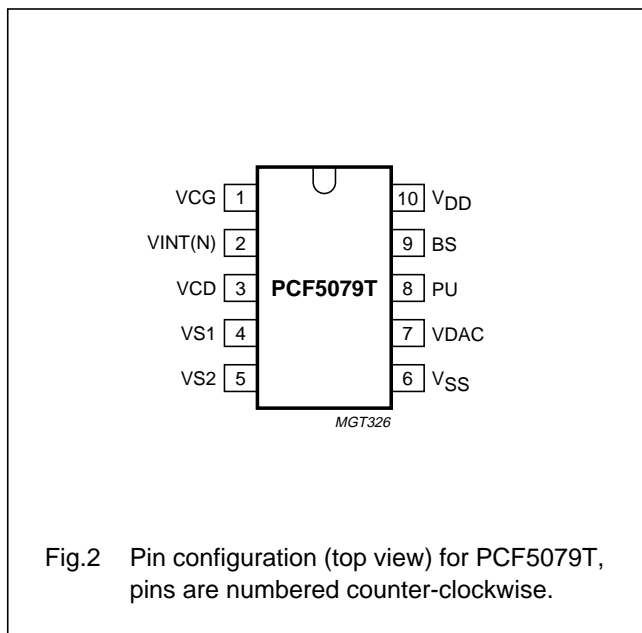 VCG 1
VINT(N) 2
VCD 3
VS1 4
VS2 5
PCF5079T
10 VDD
9 BS
8 PU
7 VDAC
6 VSS
MGT326
Fig.2 Pin configuration (top view) for PCF5079T,
pins are numbered counter-clockwise.